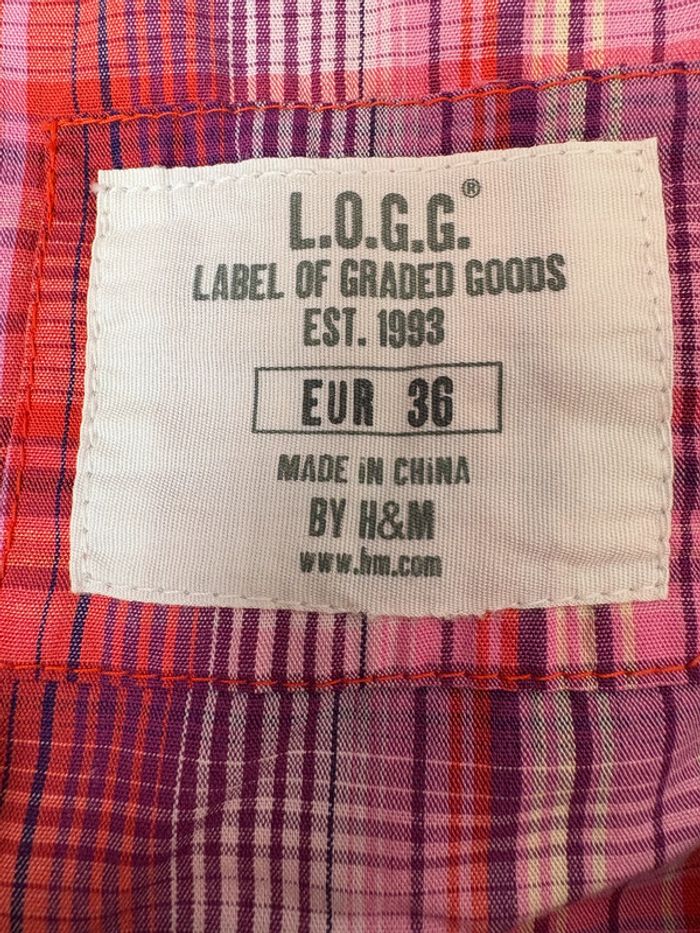 L.O.G.G.®
LABEL OF GRADED GOODS
EST. 1993
EUR 36
MADE iN CHiNA
BY H&M
www.hm.com